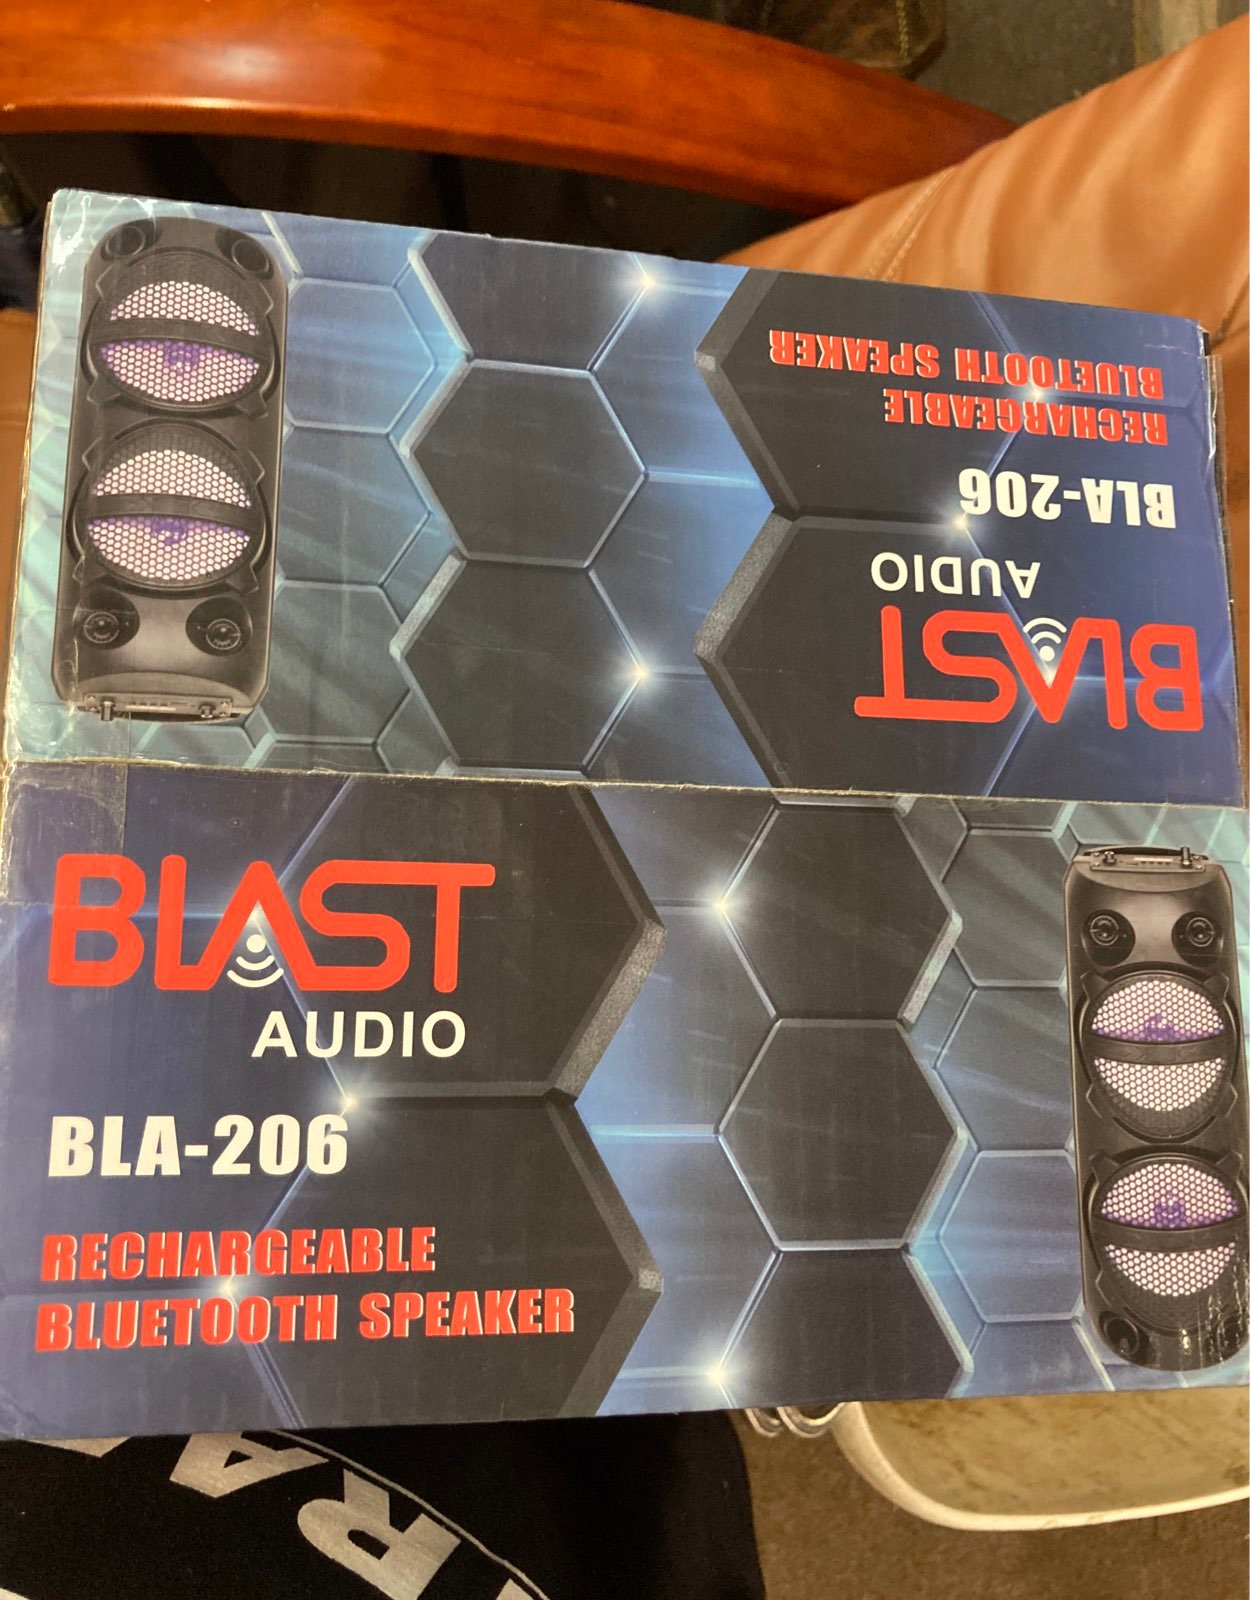 RECHARGEABLE
BLUETOOTH SPEAKER
BLA-206
AUDIO
BLAST
BLAST
AUDIO
BLA-206
RECHARGEABLE
BLUETOOTH SPEAKER